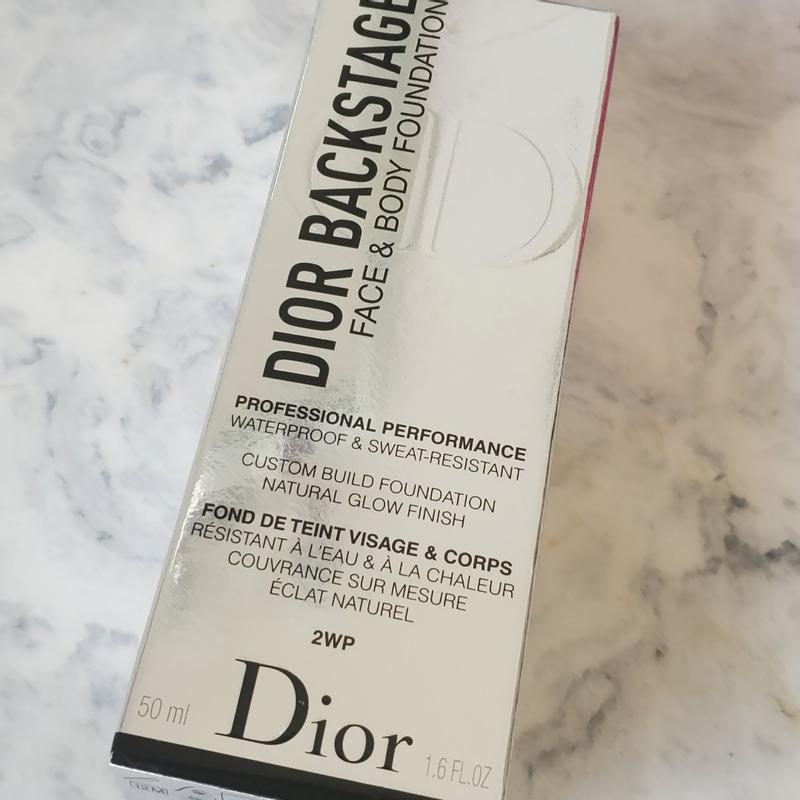 DIOR BACKSTAGE
FACE & BODY FOUNDATION
PROFESSIONAL PERFORMANCE
WATERPROOF & SWEAT-RESISTANT
CUSTOM BUILD FOUNDATION
NATURAL GLOW FINISH
FOND DE TEINT VISAGE & CORPS
RÉSISTANT À L'EAU & À LA CHALEUR
COUVRANCE SUR MESURE
ÉCLAT NATUREL
2WP
Dior
50 ml
1.6 FL.OZ
12M